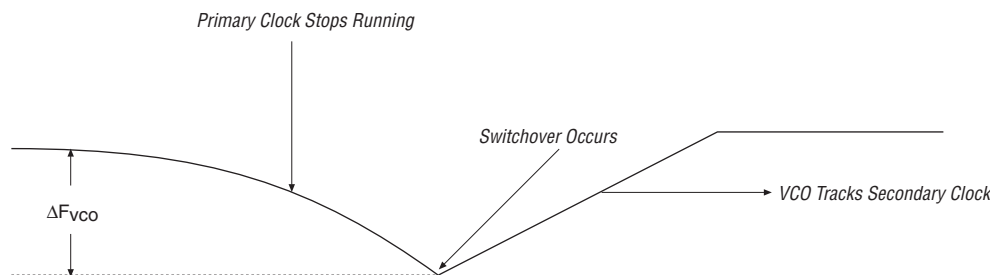 Primary Clock Stops Running
Switchover Occurs
VCO Tracks Secondary Clock
ΔFvco